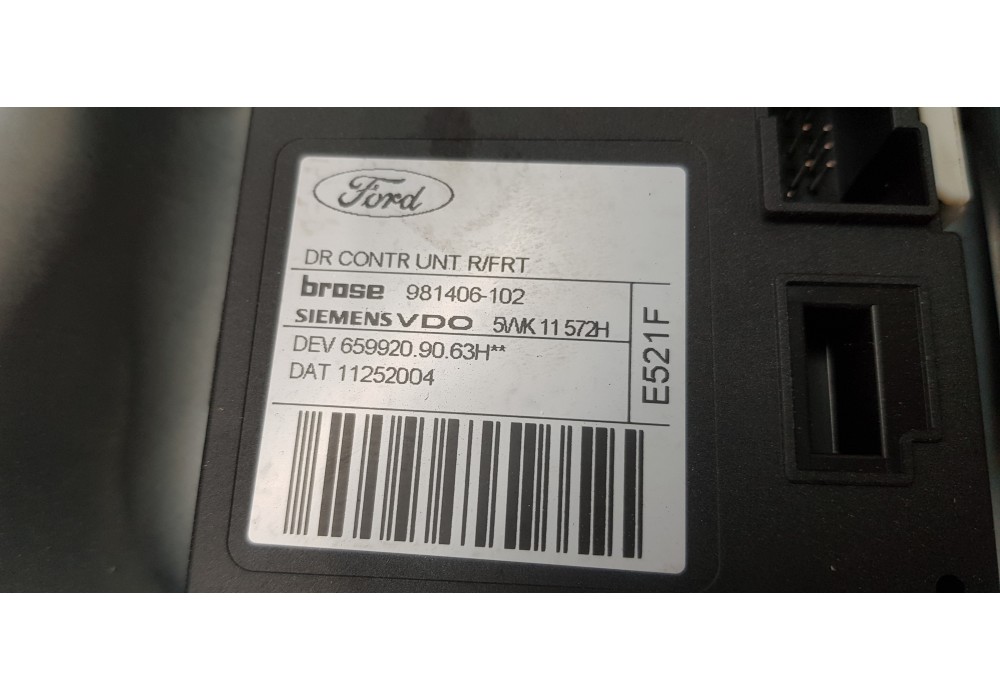 Ford
DR CONTR UNT R/FRT
brose 981406-102
SIEMENS VDO 5WK 11 572H
DEV 659920.90.63H**
DAT 11252004
E521F